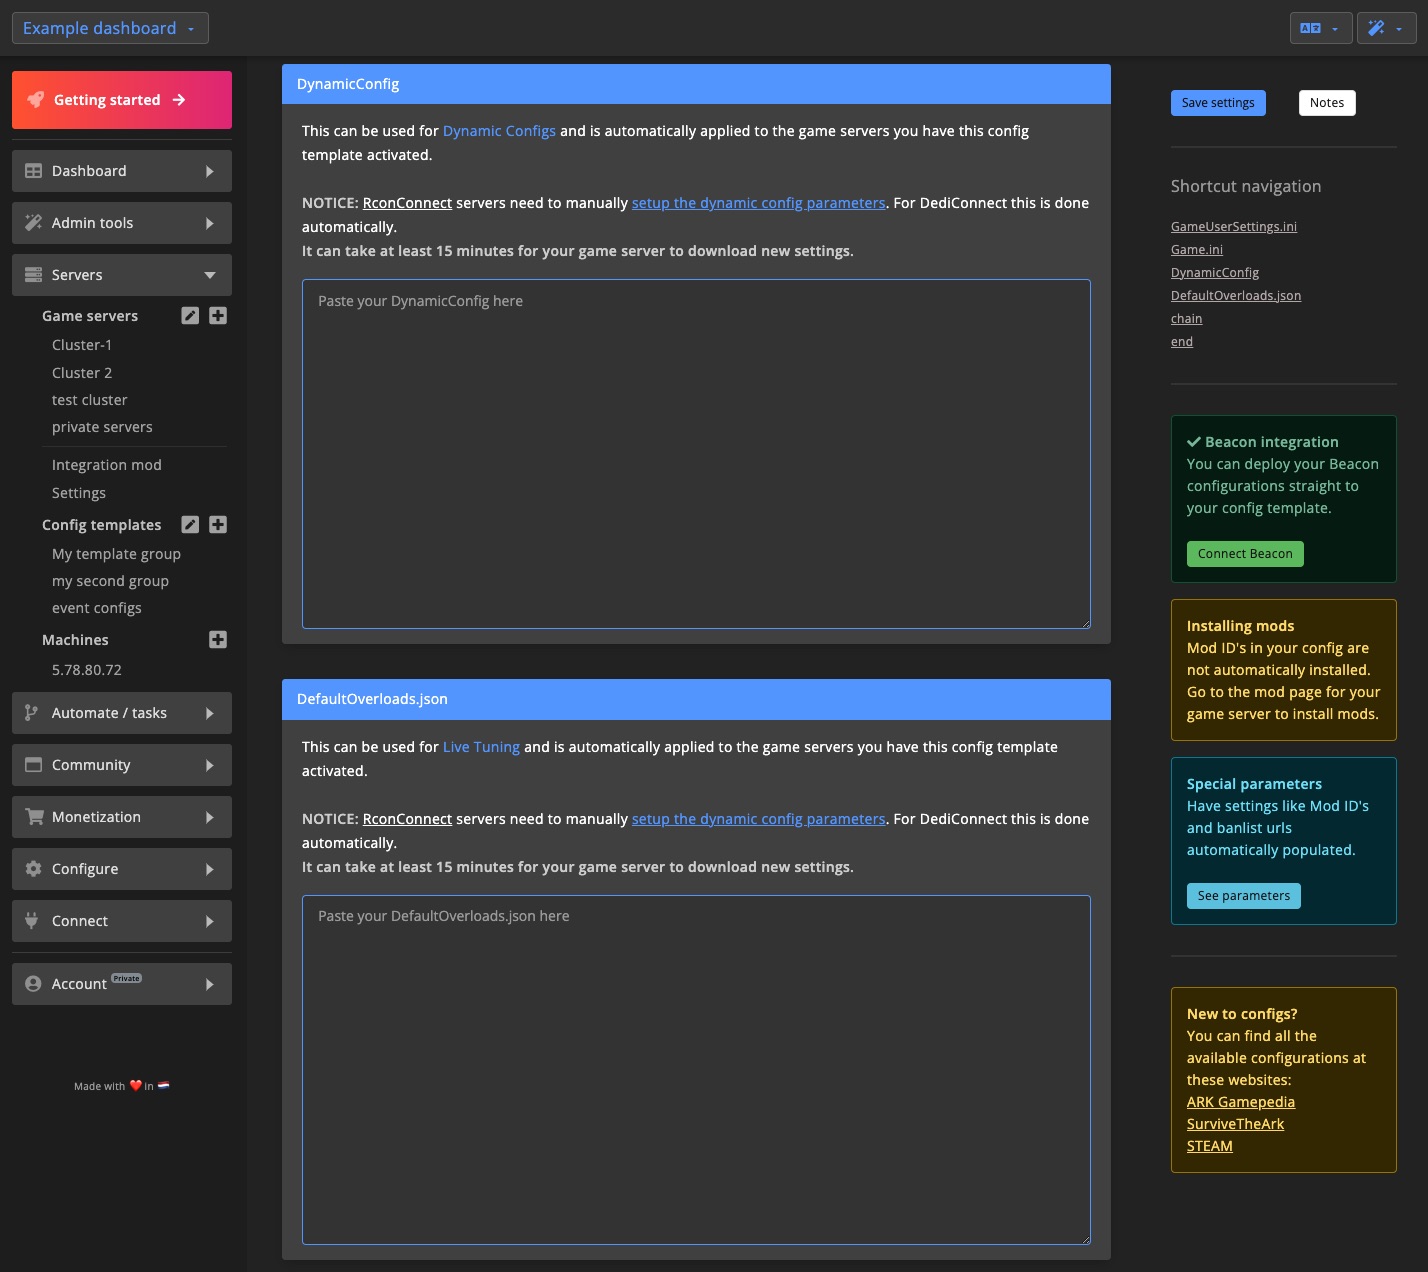 Example dashboard
Getting started
Dashboard
Admin tools
Servers
Game servers
Cluster-1
Cluster 2
test cluster
private servers
Integration mod
Settings
Config templates
My template group
my second group
event configs
Machines
5.78.80.72
Automate / tasks
Community
Monetization
Configure
Connect
Account Private
Made with ❤️ in 🇳🇱
DynamicConfig
This can be used for Dynamic Configs and is automatically applied to the game servers you have this config
template activated.
NOTICE: RconConnect servers need to manually setup the dynamic config parameters. For DediConnect this is done
automatically.
It can take at least 15 minutes for your game server to download new settings.
Paste your DynamicConfig here
DefaultOverloads.json
This can be used for Live Tuning and is automatically applied to the game servers you have this config template
activated.
NOTICE: RconConnect servers need to manually setup the dynamic config parameters. For DediConnect this is done
automatically.
It can take at least 15 minutes for your game server to download new settings.
Paste your DefaultOverloads.json here
Save settings
Notes
Shortcut navigation
GameUserSettings.ini
Game.ini
DynamicConfig
DefaultOverloads.json
chain
end
Beacon integration
You can deploy your Beacon
configurations straight to
your config template.
Connect Beacon
Installing mods
Mod ID's in your config are
not automatically installed.
Go to the mod page for your
game server to install mods.
Special parameters
Have settings like Mod ID's
and banlist urls
automatically populated.
See parameters
New to configs?
You can find all the
available configurations at
these websites:
ARK Gamepedia
SurviveTheArk
STEAM